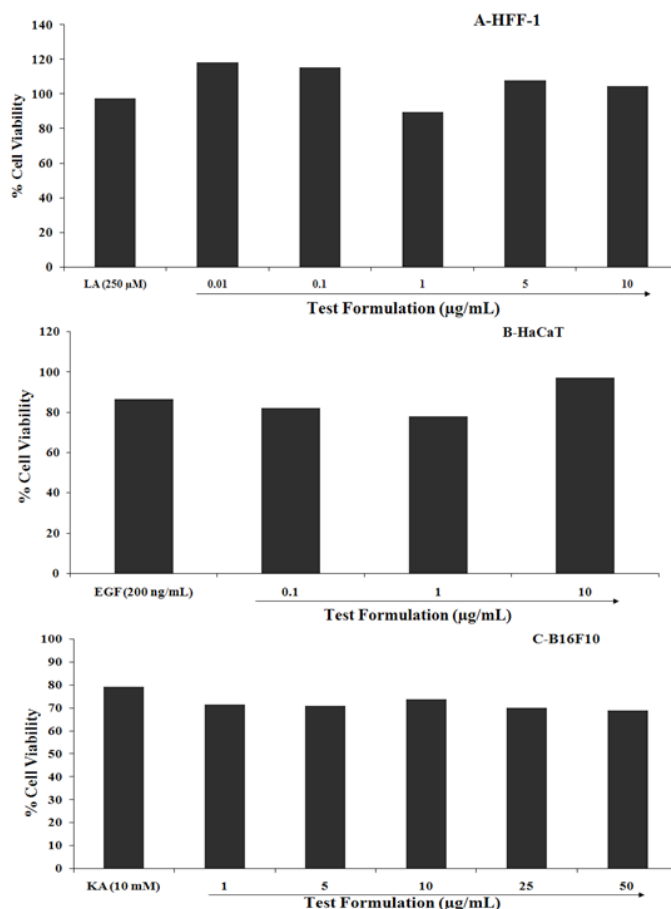 A-HFF-1
140
120
100
80
60
40
20
0
% Cell Viability
LA (250 µM) 0.01 0.1 1 5 10
Test Formulation (µg/mL)
B-HaCaT
120
100
80
60
40
20
0
% Cell Viability
EGF (200 ng/mL) 0.1 1 10
Test Formulation (µg/mL)
C-B16F10
100
90
80
70
60
50
40
30
20
10
0
% Cell Viability
KA (10 mM) 1 5 10 25 50
Test Formulation (µg/mL)